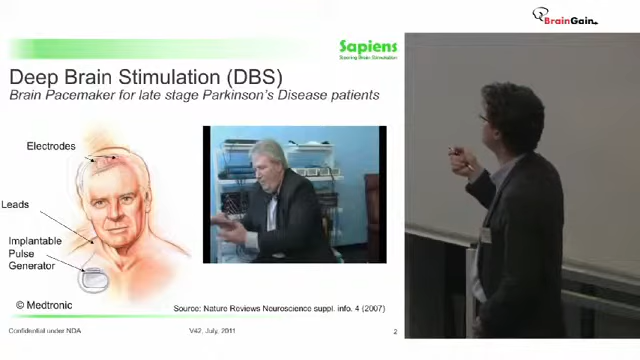 BrainGain
Sapiens
Steering Brain Stimulation
Deep Brain Stimulation (DBS)
Brain Pacemaker for late stage Parkinson's Disease patients
Electrodes
Leads
Implantable
Pulse
Generator
© Medtronic
Source: Nature Reviews Neuroscience suppl. info. 4 (2007)
Confidential under NDA
V42, July, 2011
2